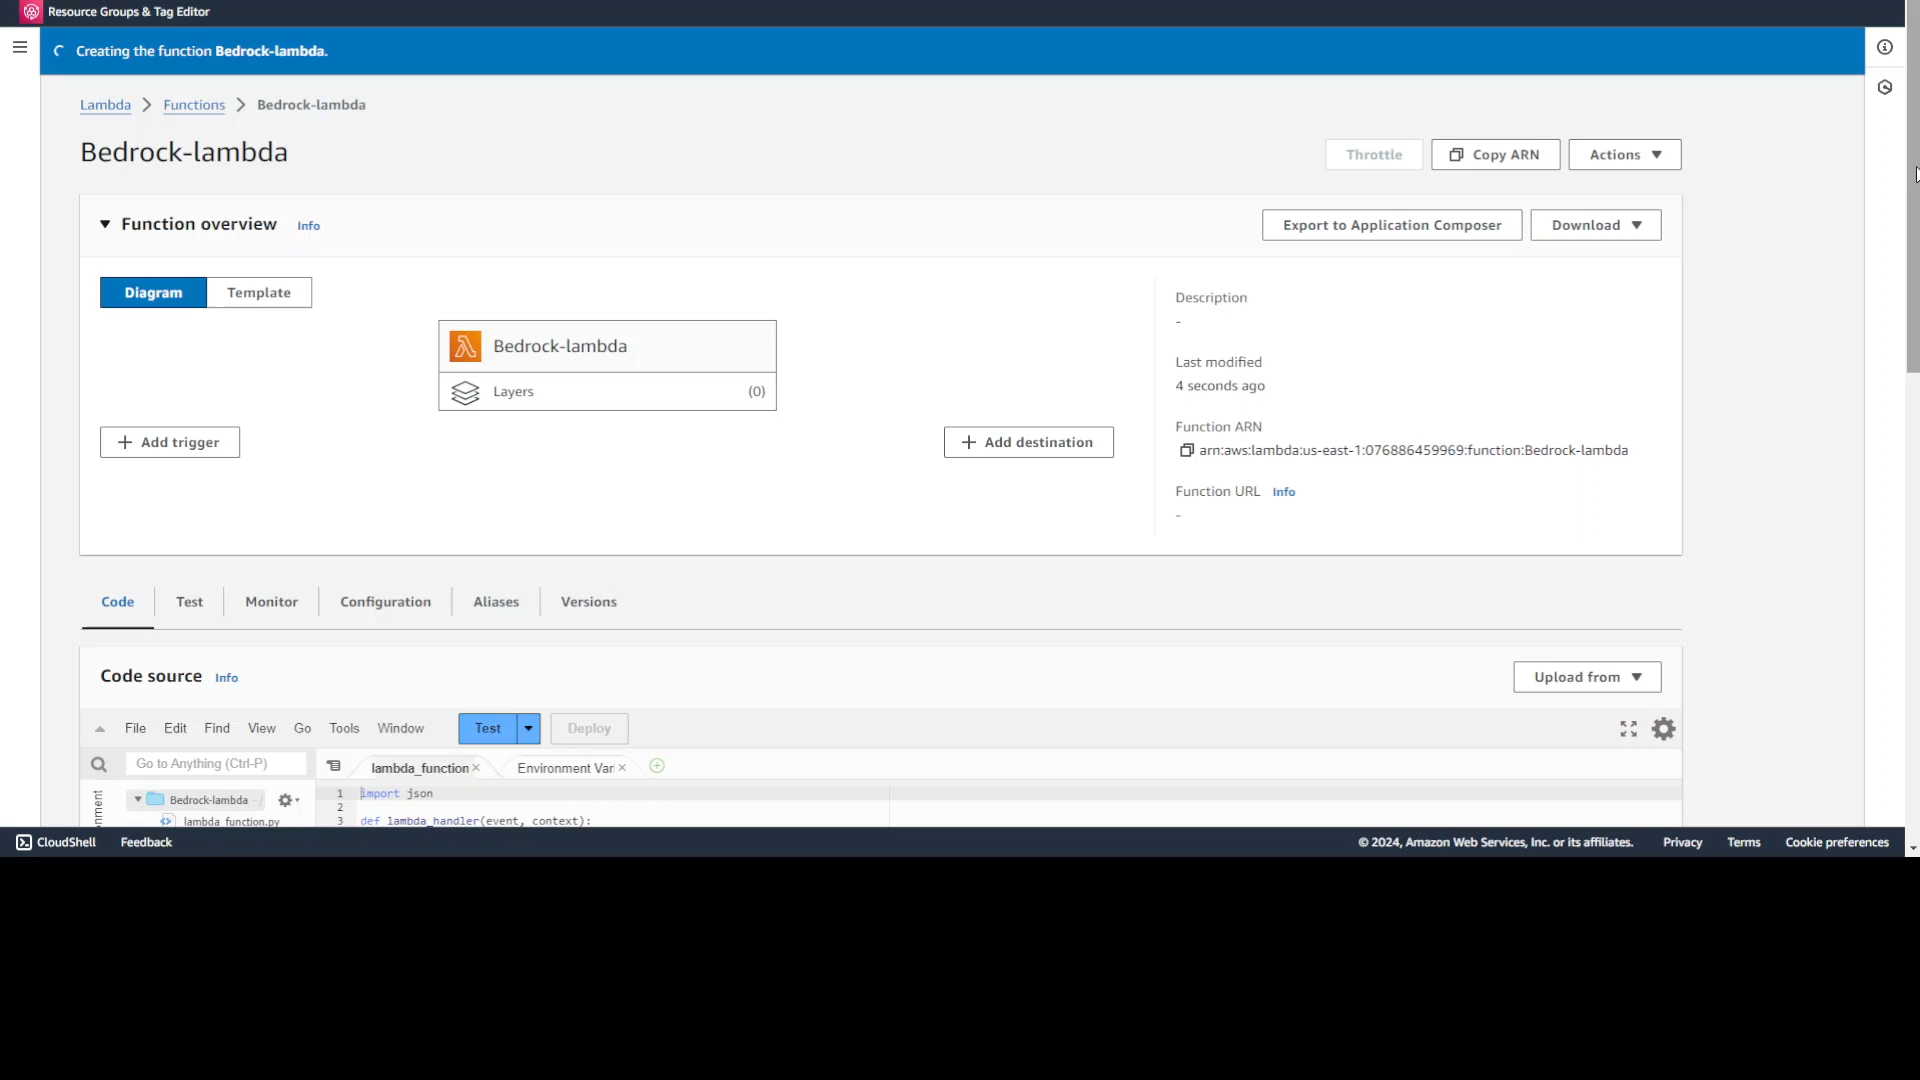 Resource Groups & Tag Editor
Creating the function Bedrock-lambda.
Lambda > Functions > Bedrock-lambda
Bedrock-lambda
Throttle Copy ARN Actions
Function overview Info
Export to Application Composer Download
Diagram Template
Bedrock-lambda
Layers (0)
Add trigger
Add destination
Description
-
Last modified
4 seconds ago
Function ARN
arn:aws:lambda:us-east-1:076886459969:function:Bedrock-lambda
Function URL Info
-
Code Test Monitor Configuration Aliases Versions
Code source Info
Upload from
File Edit Find View Go Tools Window Test Deploy
Go to Anything (Ctrl-P)
lambda_function × Environment Vari ×
Bedrock-lambda - /
lambda_function.py
1 import json
2
3 def lambda_handler(event, context):
CloudShell Feedback
© 2024, Amazon Web Services, Inc. or its affiliates. Privacy Terms Cookie preferences